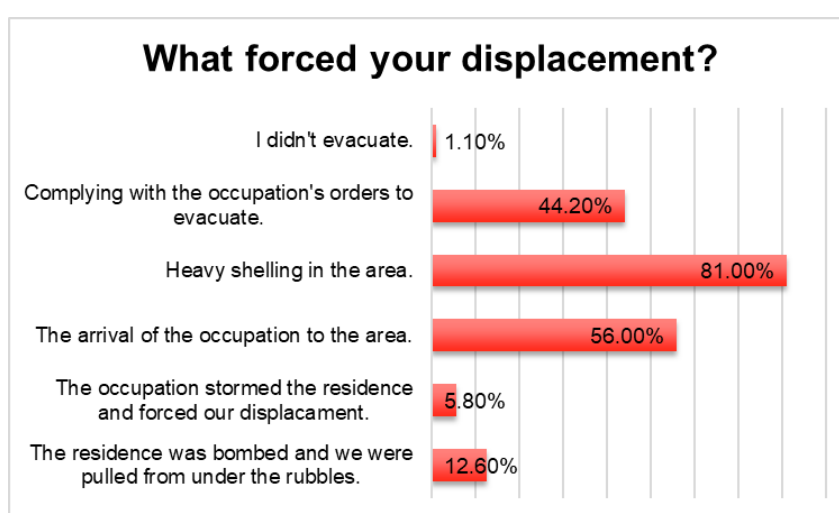 What forced your displacement?
I didn't evacuate.
1.10%
Complying with the occupation's orders to
evacuate.
44.20%
Heavy shelling in the area.
81.00%
The arrival of the occupation to the area.
56.00%
The occupation stormed the residence
and forced our displacament.
5.80%
The residence was bombed and we were
pulled from under the rubbles.
12.60%